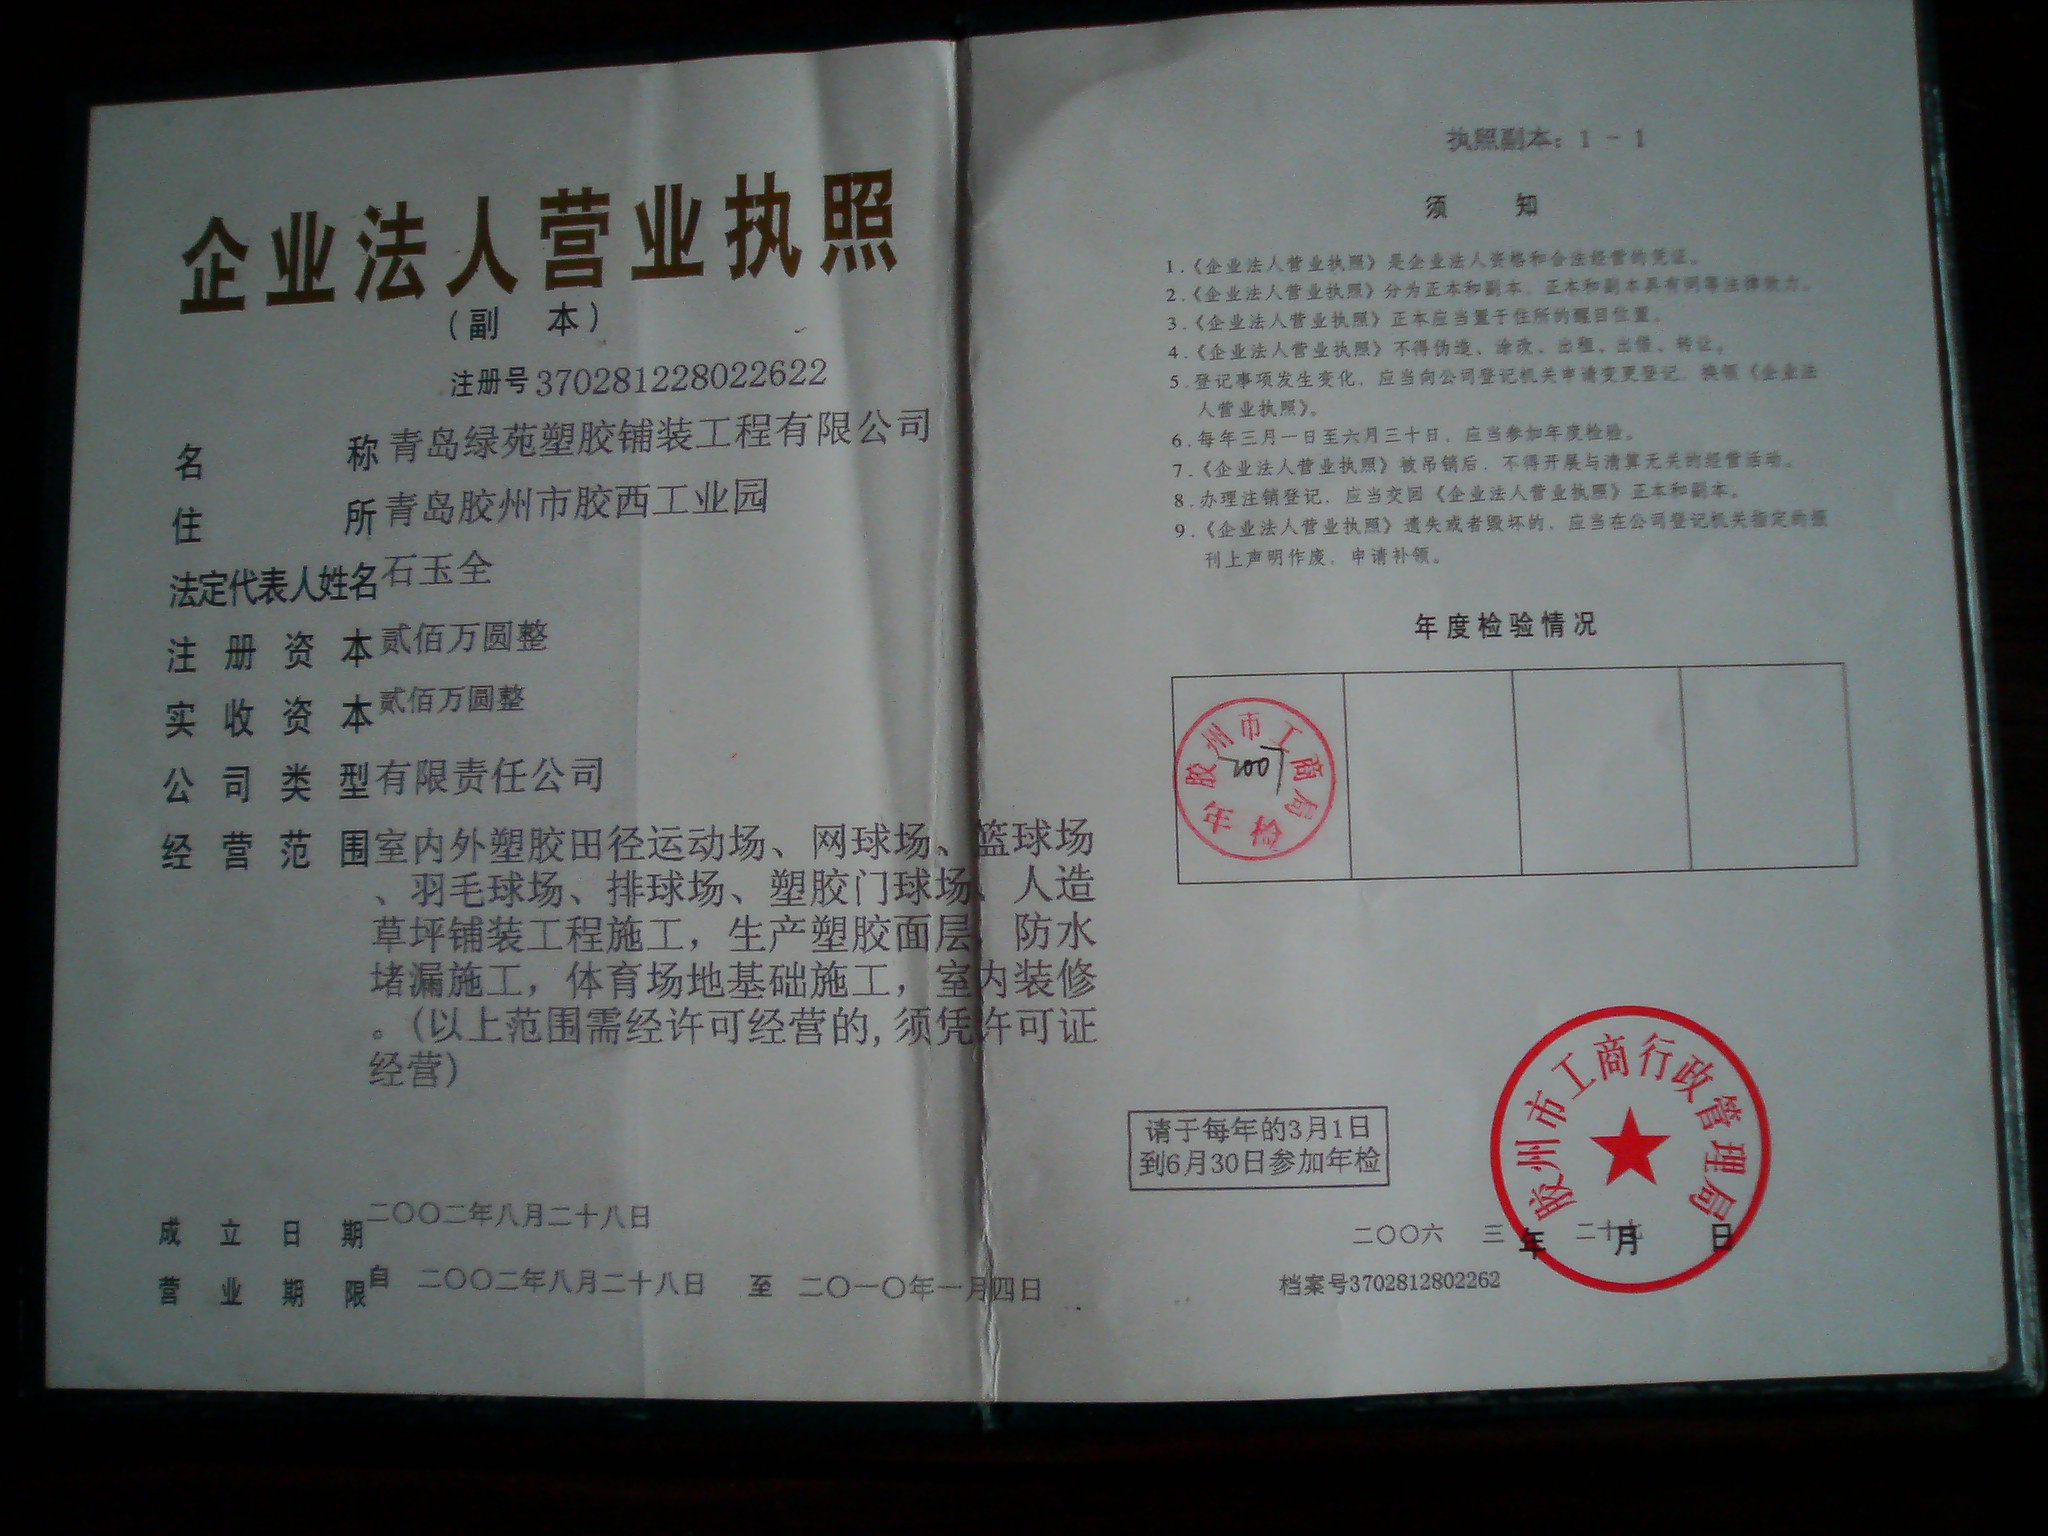 企业法人营业执照
(副 本)
注册号370281228022622
名 称 青岛绿苑塑胶铺装工程有限公司
住 所 青岛胶州市胶西工业园
法定代表人姓名 石玉全
注册资本 贰佰万圆整
实收资本 贰佰万圆整
公司类型 有限责任公司
经营范围 室内外塑胶田径运动场、网球场、篮球场
、羽毛球场、排球场、塑胶门球场、人造
草坪铺装工程施工，生产塑胶面层，防水
堵漏施工，体育场地基础施工，室内装修
。(以上范围需经许可经营的,须凭许可证
经营)
成立日期 二〇〇二年八月二十八日
营业期限 自 二〇〇二年八月二十八日 至 二〇一〇年一月四日
执照副本：1-1
须 知
1.《企业法人营业执照》是企业法人资格和合法经营的凭证。
2.《企业法人营业执照》分为正本和副本，正本和副本具有同等法律效力。
3.《企业法人营业执照》正本应当置于住所的醒目位置。
4.《企业法人营业执照》不得伪造、涂改、出租、出借、转让。
5.登记事项发生变化，应当向公司登记机关申请变更登记，换领《企业法
人营业执照》。
6.每年三月一日至六月三十日，应当参加年度检验。
7.《企业法人营业执照》被吊销后，不得开展与清算无关的经营活动。
8.办理注销登记，应当交回《企业法人营业执照》正本和副本。
9.《企业法人营业执照》遗失或者毁坏的，应当在公司登记机关指定的报
刊上声明作废，申请补领。
年度检验情况
胶州市工商局
年检
请于每年的3月1日
到6月30日参加年检
胶州市工商行政管理局
二〇〇六年 三月 二十七日
档案号3702812802262